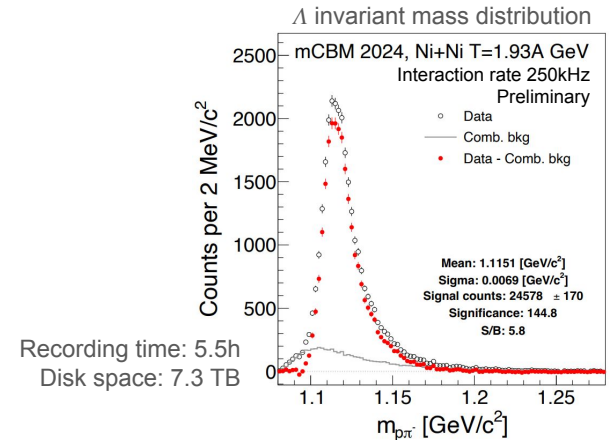 Λ invariant mass distribution
mCBM 2024, Ni+Ni T=1.93A GeV
Interaction rate 250kHz
Preliminary
Data
Comb. bkg
Data - Comb. bkg
Counts per 2 MeV/c²
2500
2000
1500
1000
500
0
Mean: 1.1151 [GeV/c²]
Sigma: 0.0069 [GeV/c²]
Signal counts: 24578 ± 170
Significance: 144.8
S/B: 5.8
Recording time: 5.5h
Disk space: 7.3 TB
1.1 1.15 1.2 1.25
m_pπ⁻ [GeV/c²]